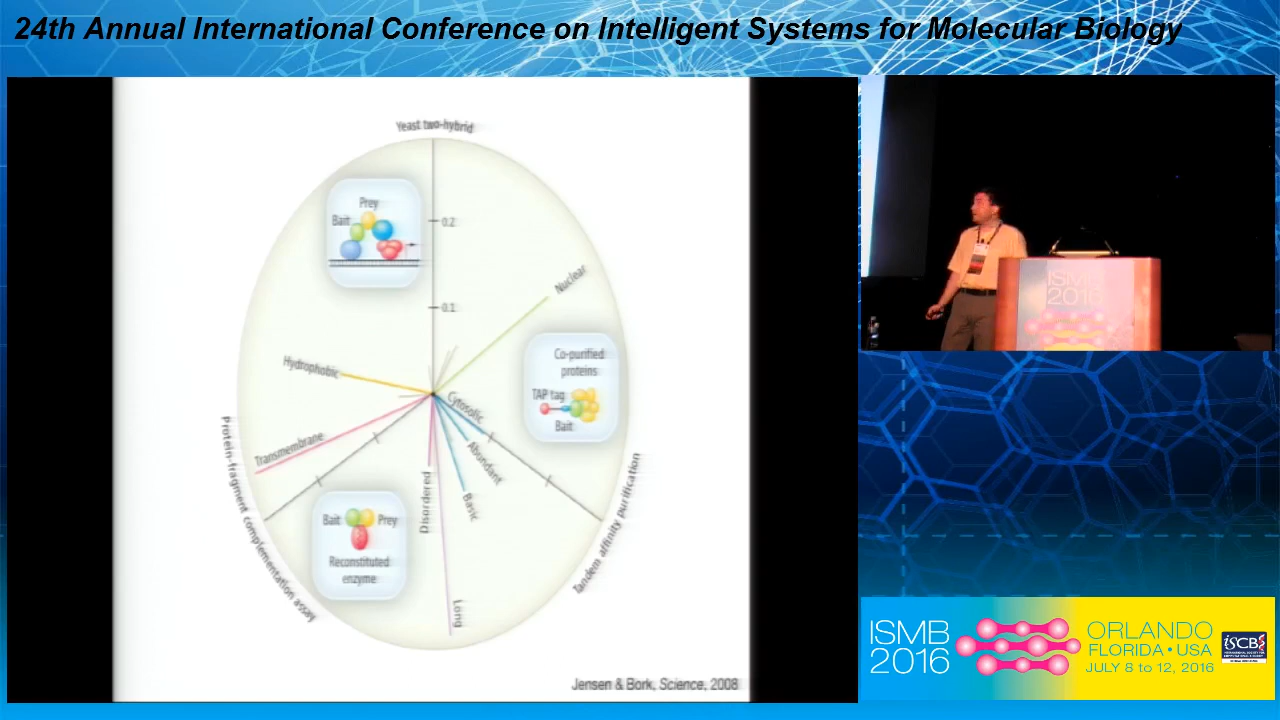 24th Annual International Conference on Intelligent Systems for Molecular Biology
Yeast two-hybrid
Prey
Bait
0.2
0.1
Nuclear
Hydrophobic
Co-purified
proteins
TAP tag
Bait
Cytosolic
Transmembrane
Abundant
Disordered
Basic
Long
Protein-fragment complementation assay
Tandem affinity purification
Bait
Prey
Reconstituted
enzyme
Jensen & Bork, Science, 2008
ISMB
2016
ISMB
2016
ORLANDO
FLORIDA • USA
JULY 8 to 12, 2016
ISCB